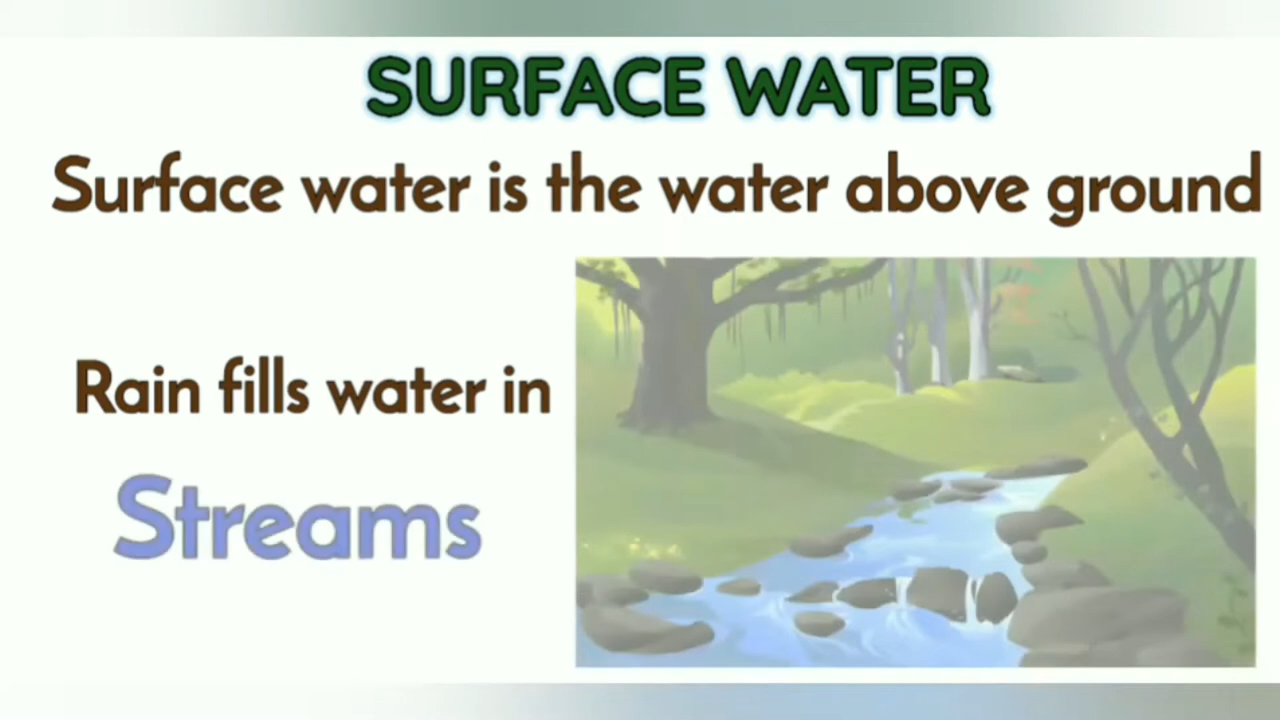 SURFACE WATER
Surface water is the water above ground
Rain fills water in
Streams